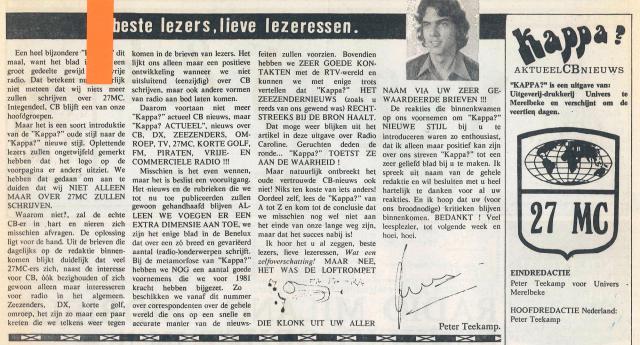 beste lezers, lieve lezeressen.
Een heel bijzondere "K dit
maal, want het blad i een
groot gedeelte gewijd rije
radio. Dat betekent na rlijk
niet meteen dat wij niets meer
zullen schrijven over 27MC.
Integendeel, CB blijft een van onze
hoofdgroepen.
Maar het is een soort introduktie
van de "Kappa?" oude stijl naar de
"Kappa?" nieuwe stijl. Oplettende
lezers zullen ongetwijfeld gemerkt
hebben dat het logo op de
voorpagina er anders uitziet. We
hebben dat gedaan om aan te
duiden dat wij NIET ALLEEN
MAAR OVER 27MC ZULLEN
SCHRIJVEN.
Waarom niet?, zal de echte
CB-er in hart en nieren zich
misschien afvragen. De oplossing
ligt voor de hand. Uit de brieven die
dagelijks op de redaktie binnen-
komen blijkt duidelijk dat veel
27MC-ers zich, naast de interesse
voor CB, óók bezighouden of zich
gewoon alleen maar interesseren
voor radio in het algemeen.
Zeezenders, DX, korte golf,
omroep, het zijn zo maar een paar
kreten die we telkens weer tegen
komen in de brieven van lezers. Het
lijkt ons alleen maar een positieve
ontwikkeling wanneer we niet
uitsluitend (eenzijdig) over CB
schrijven, maar ook andere vormen
van radio aan bod laten komen.
Daarom voortaan niet meer
"Kappa?" actueel CB nieuws, maar
"Kappa? ACTUEEL", nieuws over
CB, DX, ZEEZENDERS, OM-
ROEP, TV, 27MC, KORTE GOLF,
FM, PIRATEN, VRIJE- EN
COMMERCIELE RADIO !!!
Misschien is het even wennen,
maar het is beslist een vooruitgang.
Het nieuws en de rubrieken die we
tot nu toe publiceerden zullen
gewoon gehandhaafd blijven AL-
LEEN WE VOEGEN ER EEN
EXTRA DIMENSIE AAN TOE, we
zijn het enige blad in de Benelux
dat over een zó breed en gevariëerd
aantal (radio-)onderwerpen schrijft.
Bij de metamorfose van "Kappa?"
hebben we NOG een aantal goede
voornemens die we voor 1981
kracht hebben bijgezet. Zo
beschikken we vanaf dit nummer
over correspondenten over de gehele
wereld die ons op een snelle en
accurate manier van de nieuws-
feiten zullen voorzien. Bovendien
hebben we ZEER GOEDE KON-
TAKTEN met de RTV-wereld en
kunnen we met enige trots
vertellen dat "Kappa?" HET
ZEEZENDERNIEUWS (zoals u
reeds van ons gewend was) RECHT-
STREEKS BIJ DE BRON HAALT.
Dat moge weer blijken uit het
artikel in deze uitgave over Radio
Caroline. Geruchten deden de
ronde... "Kappa?" TOETST ZE
AAN DE WAARHEID !
Maar natuurlijk ontbreekt het
oude vertrouwde CB-nieuws ook
niet! Niks ten koste van iets anders!
Oordeel zelf, lees de "Kappa?" van
A tot Z en kom tot de conclusie dat
we misschien nog wel niet aan
het einde van onze lange weg zijn,
maar dat het succes nabij is!
Ik hoor het u al zeggen, beste
lezers, lieve lezeressen, Wat een
zelfoverschatting! MAAR NEE,
HET WAS DE LOFTROMPET
DIE KLONK UIT UW ALLER
NAAM VIA UW ZEER GE-
WAARDEERDE BRIEVEN !!!
De reakties die binnenkwamen
op ons voornemen om "Kappa?"
NIEUWE STIJL bij u te
introduceren waren zo enthousiast,
dat ik alleen maar positief kan zijn
over ons streven "Kappa?" tot een
zeer geliefd blad bij u te maken. Ik
spreek uit naam van de gehele
redaktie en wil besluiten met u heel
hartelijk te danken voor al uw
reakties. En ik hoop dat uw (voor
ons broodnodige) kritieken blijven
binnenkomen. BEDANKT ! Veel
leesplezier, tot volgende week en
hoei, hoei.
Peter Teekamp.
Kappa?
AKTUEELCBNIEUWS
"KAPPA?" is een uitgave van:
Uitgeverij-drukkerij Univers te
Merelbeke en verschijnt om de
veertien dagen.
27 MC
EINDREDACTIE
Peter Teekamp voor Univers -
Merelbeke
HOOFDREDACTIE Nederland:
Peter Teekamp